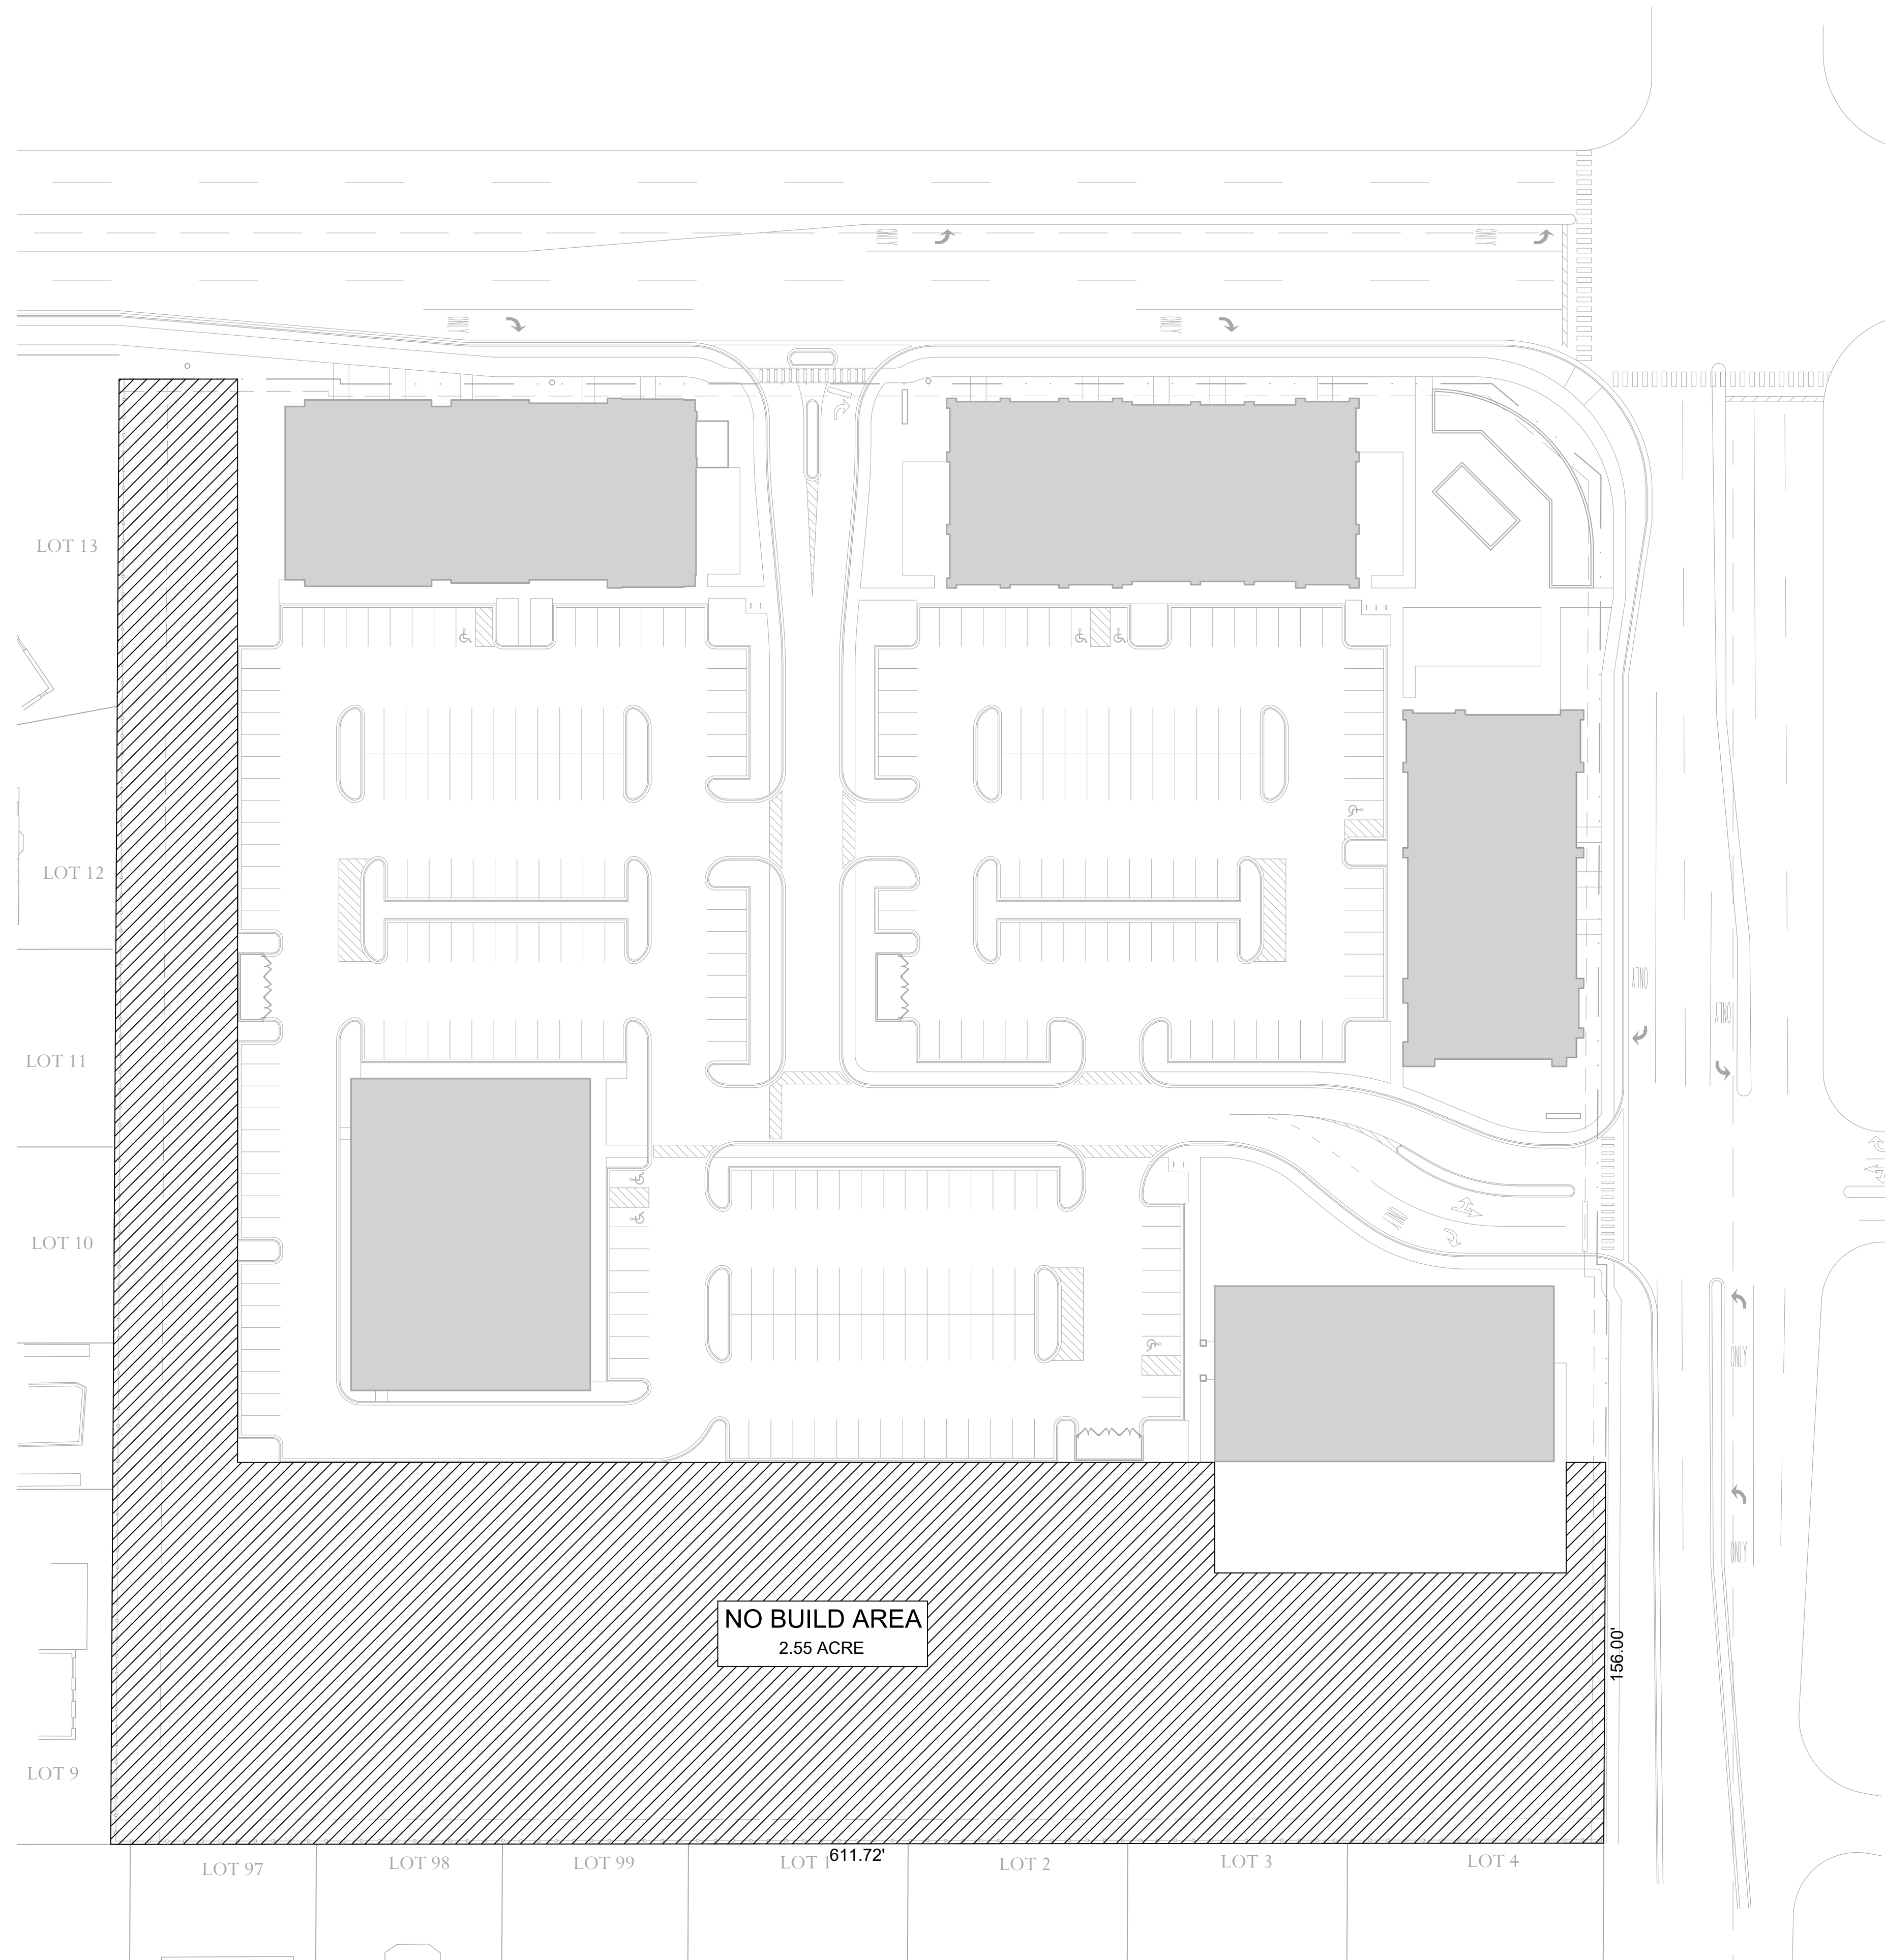 ONLY
ONLY
ONLY
ONLY
LOT 13
LOT 12
ONLY
ONLY
LOT 11
ONLY
LOT 10
ONLY
ONLY
NO BUILD AREA
2.55 ACRE
156.00'
LOT 9
611.72'
LOT 97
LOT 98
LOT 99
LOT 1
LOT 2
LOT 3
LOT 4